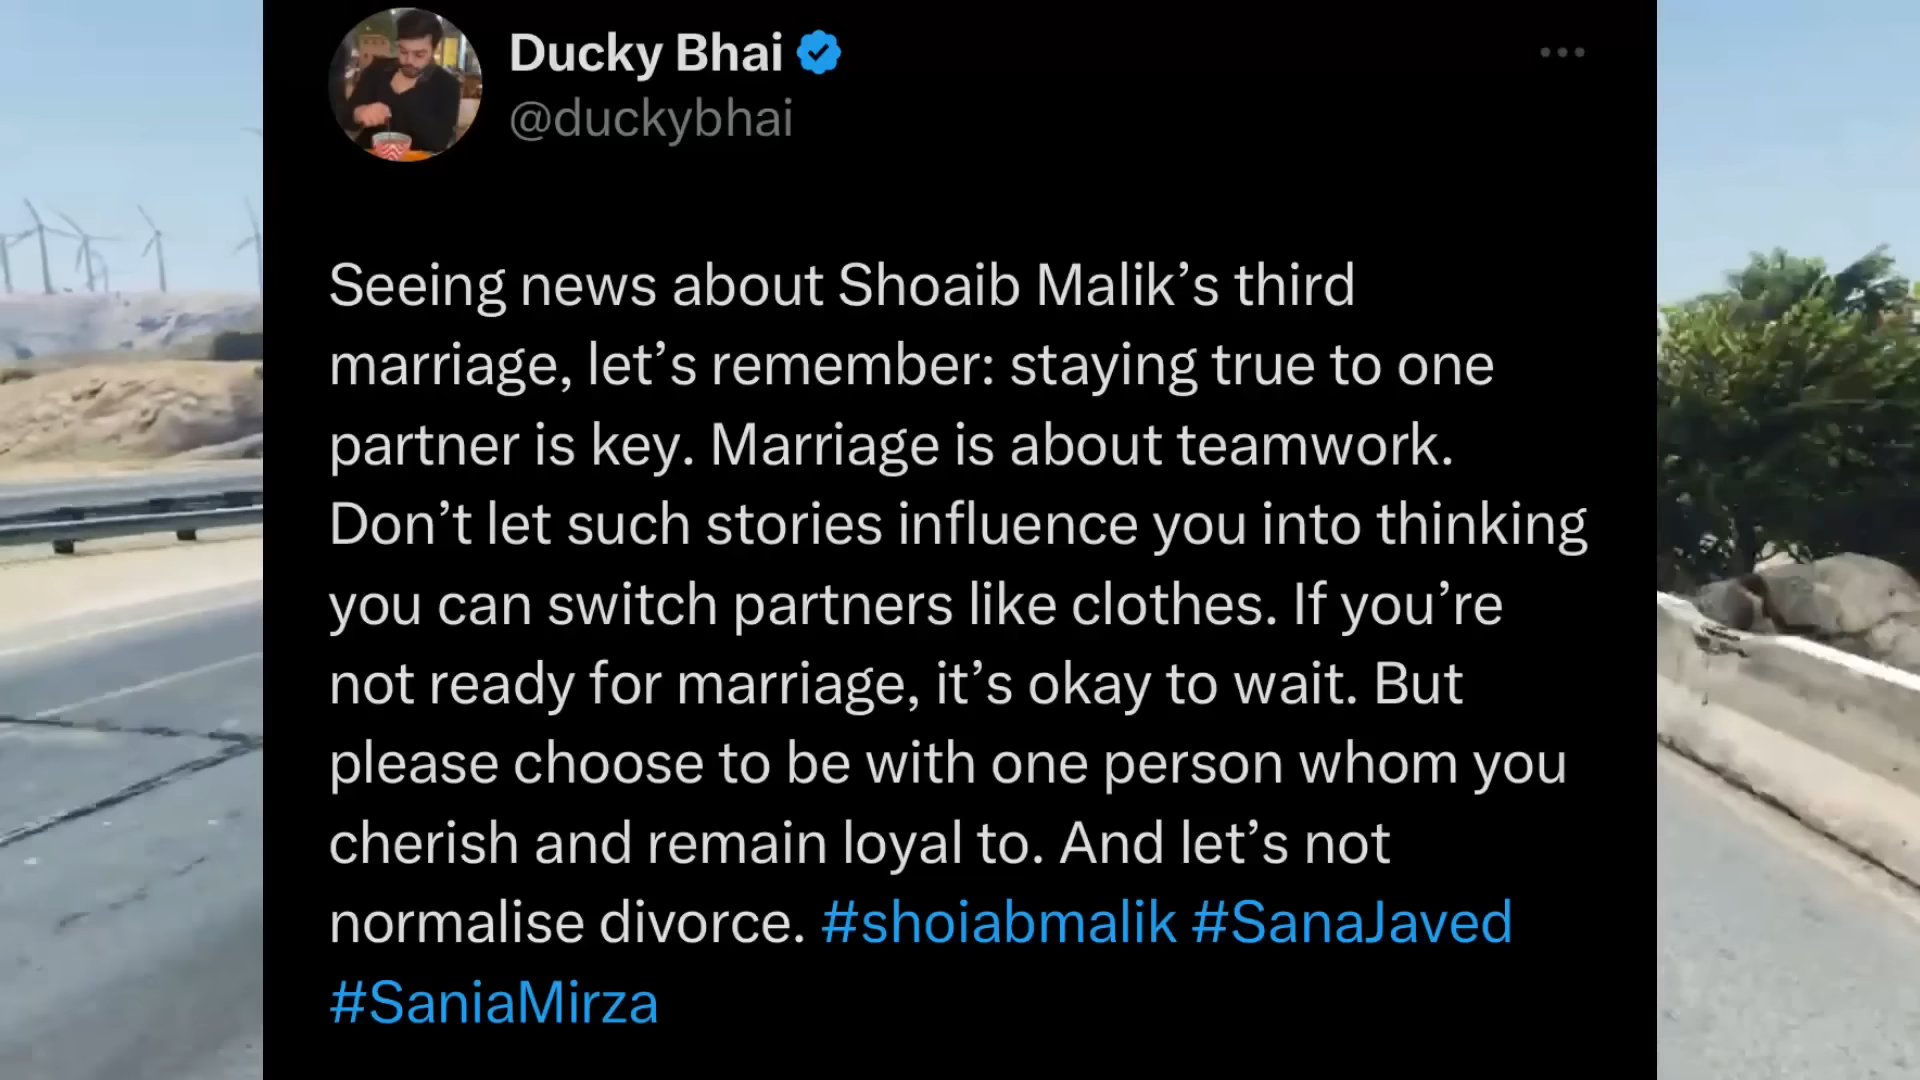 Ducky Bhai
@duckybhai
Seeing news about Shoaib Malik’s third
marriage, let’s remember: staying true to one
partner is key. Marriage is about teamwork.
Don’t let such stories influence you into thinking
you can switch partners like clothes. If you’re
not ready for marriage, it’s okay to wait. But
please choose to be with one person whom you
cherish and remain loyal to. And let’s not
normalise divorce. #shoiabmalik #SanaJaved
#SaniaMirza